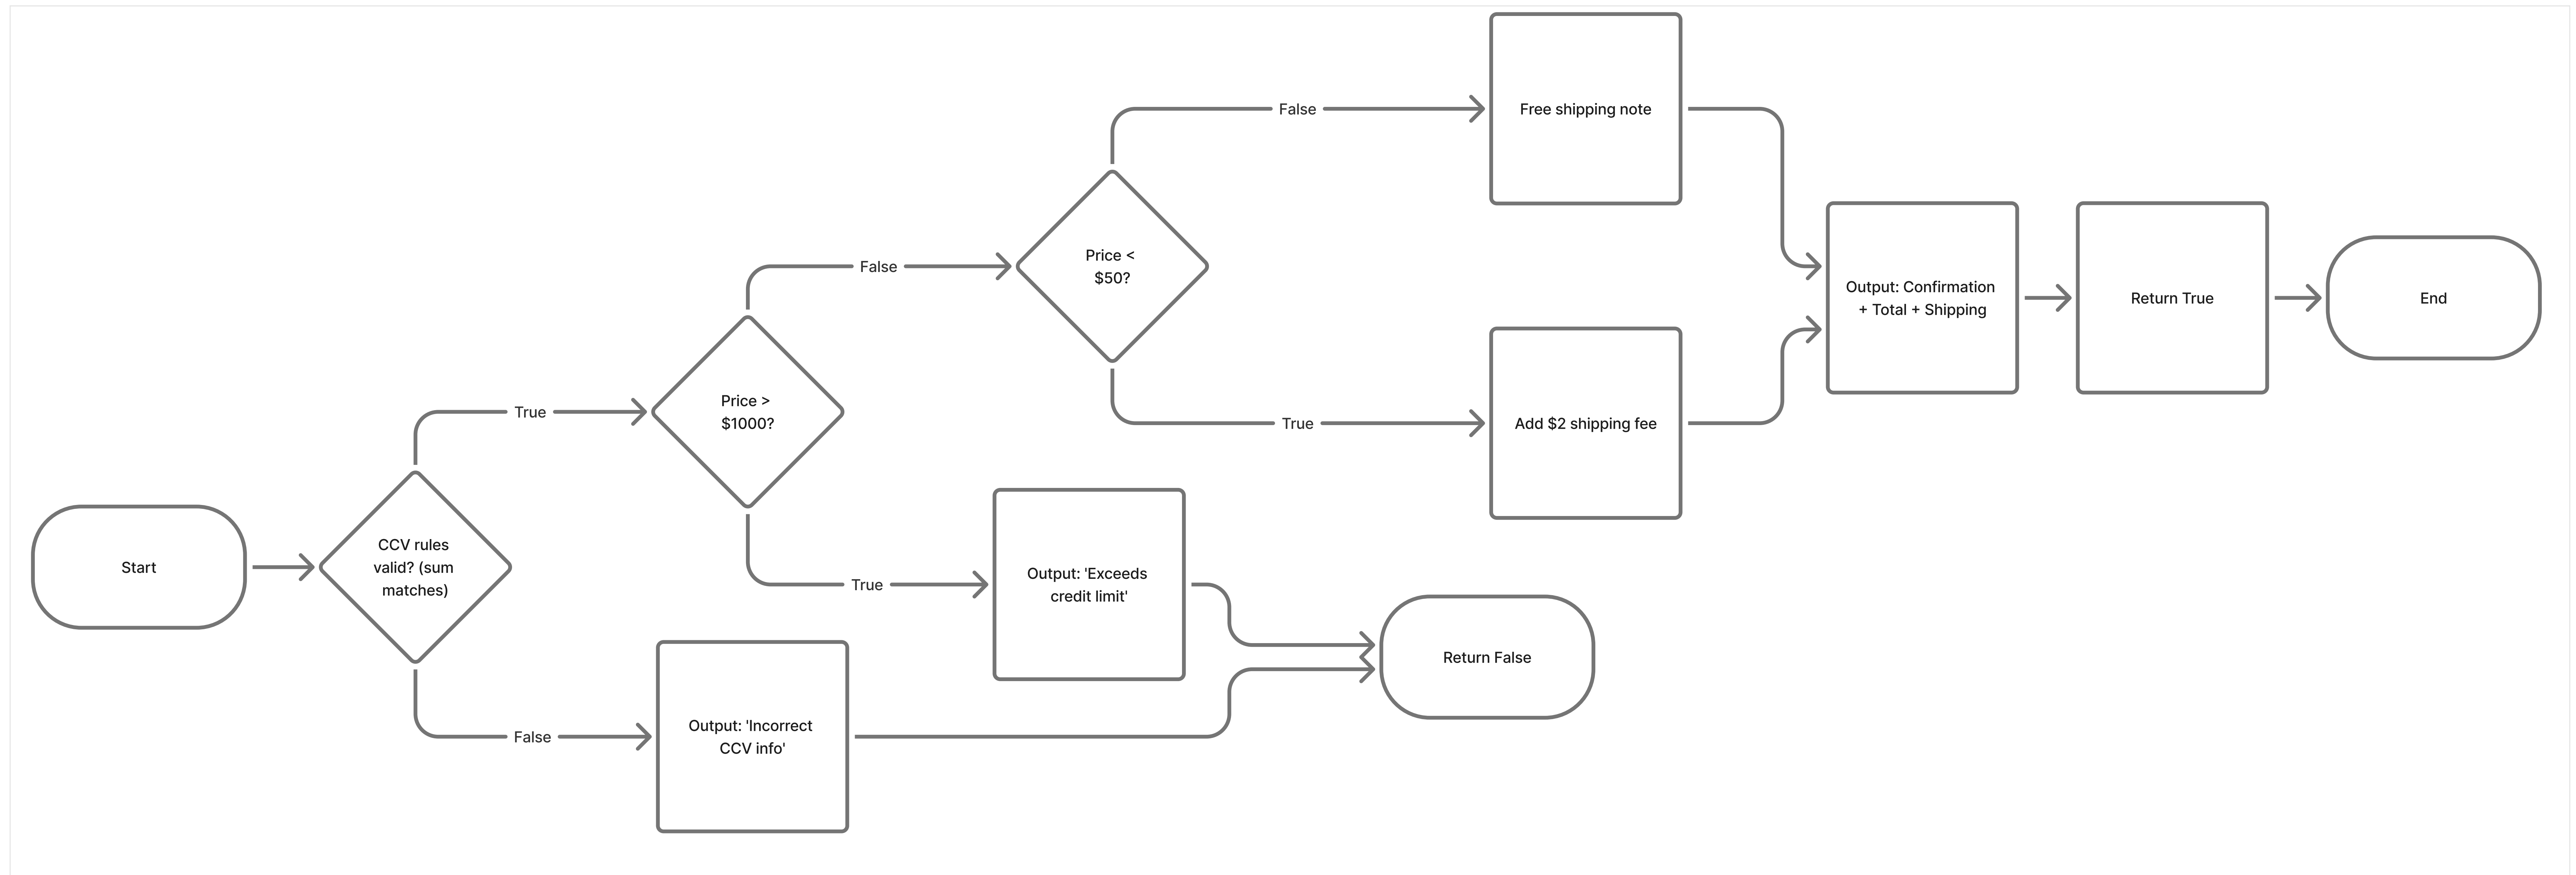 False
Free shipping note
Price <
$50?
False
Output: Confirmation
+ Total + Shipping
Return True
End
Price >
$1000?
True
True
Add $2 shipping fee
CCV rules
valid? (sum
matches)
Start
True
Output: 'Exceeds
credit limit'
Return False
False
Output: 'Incorrect
CCV info'